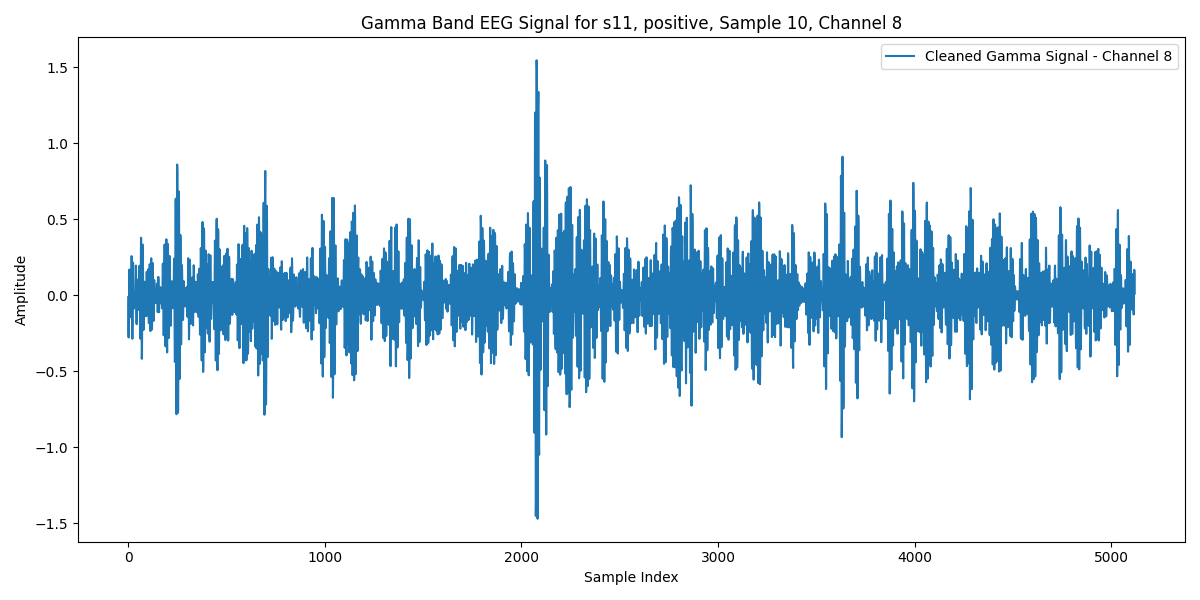 Gamma Band EEG Signal for s11, positive, Sample 10, Channel 8
Cleaned Gamma Signal - Channel 8
Amplitude
1.5
1.0
0.5
0.0
−0.5
−1.0
−1.5
0 1000 2000 3000 4000 5000
Sample Index